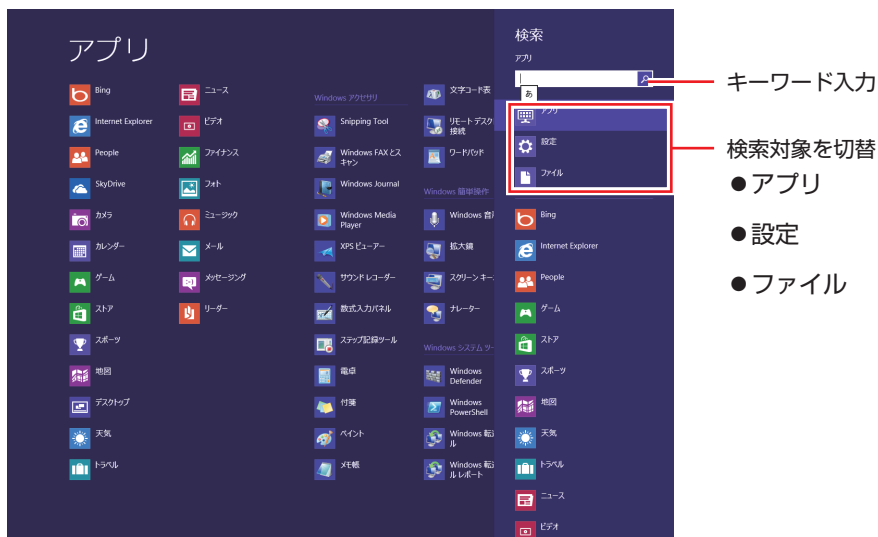 アプリ
Bing
Internet Explorer
People
SkyDrive
カメラ
カレンダー
ゲーム
ストア
スポーツ
地図
デスクトップ
天気
トラベル
ニュース
ビデオ
ファイナンス
フォト
ミュージック
メール
メッセージング
リーダー
Windows アクセサリ
Snipping Tool
Windows FAX とス
キャン
Windows Journal
Windows Media
Player
XPS ビューアー
サウンド レコーダー
数式入力パネル
ステップ記録ツール
電卓
付箋
ペイント
メモ帳
文字コード表
リモート デスク
接続
ワードパッド
Windows 簡単操作
Windows 音
拡大鏡
スクリーン キー
ナレーター
Windows システム ツー
Windows
Defender
Windows
PowerShell
Windows 転
ル
Windows 転
ル レポート
検索
アプリ
あ
アプリ
設定
ファイル
Bing
Internet Explorer
People
ゲーム
ストア
スポーツ
地図
天気
トラベル
ニュース
ビデオ
キーワード入力
検索対象を切替
●アプリ
●設定
●ファイル